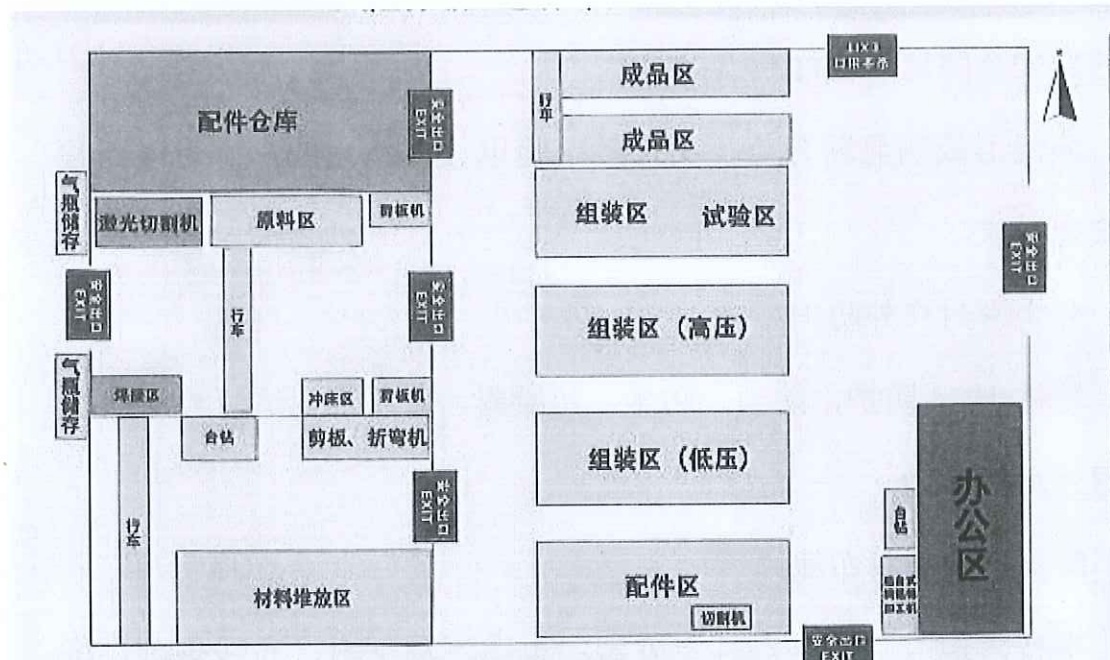 安全出口
EXIT
成品区
行车
配件仓库
安全出口
EXIT
成品区
气瓶储存
激光切割机
原料区
剪板机
组装区
试验区
安全出口
EXIT
安全出口
EXIT
行车
安全出口
EXIT
组装区（高压）
气瓶储存
焊接区
冲床区
剪板机
台钻
剪板、折弯机
组装区（低压）
办公区
安全出口
EXIT
台钻
行车
材料堆放区
配件区
切割机
安全出口
EXIT